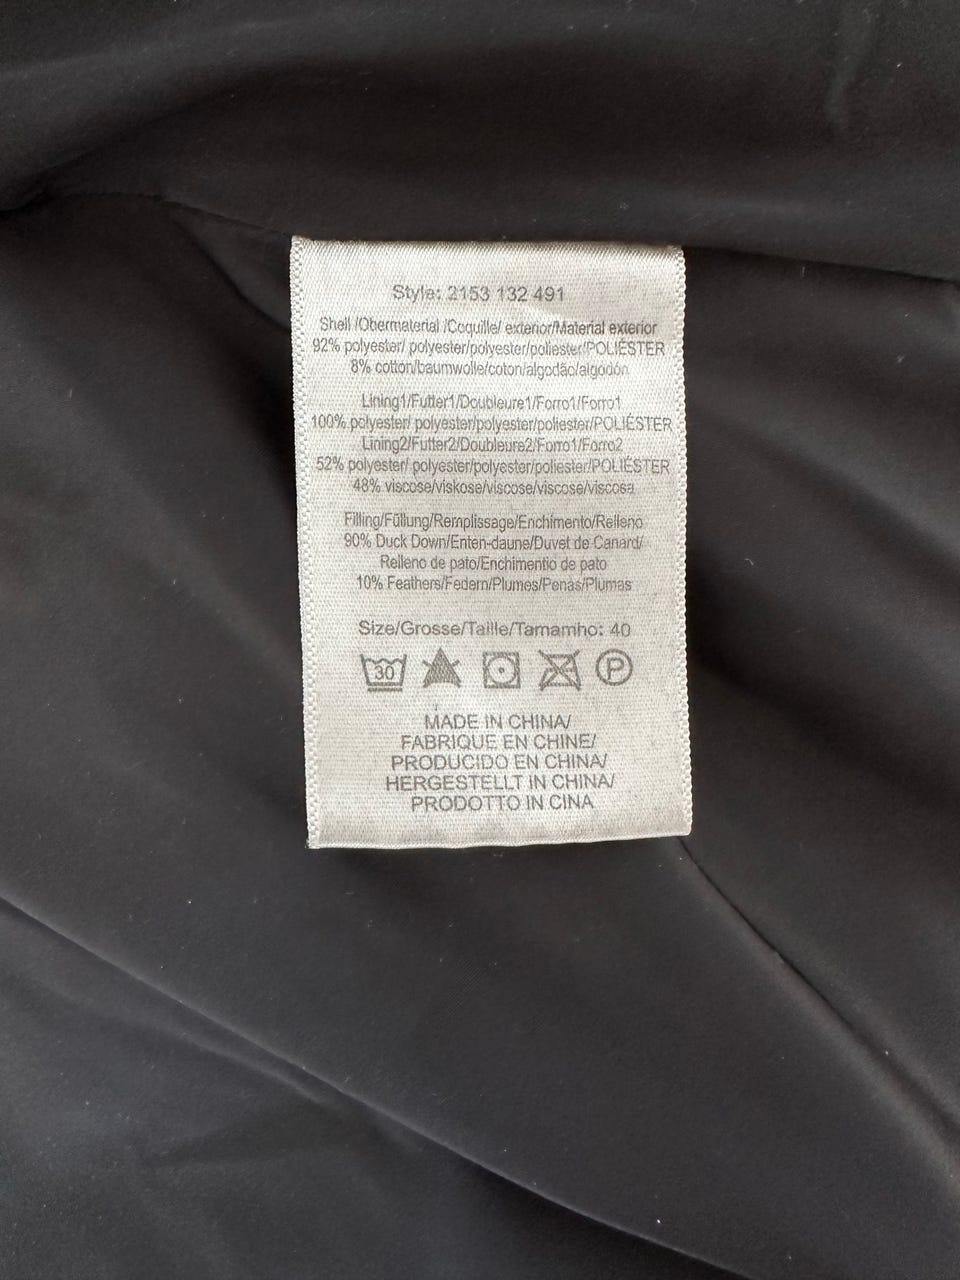 Style: 2153 132 491
Shell /Obermaterial /Coquille/ exterior/Material exterior
92% polyester/ polyester/polyester/poliester/POLIÉSTER
8% cotton/baumwolle/coton/algodão/algodón
Lining1/Futter1/Doubleure1/Forro1/Forro1
100% polyester/ polyester/polyester/poliester/POLIÉSTER
Lining2/Futter2/Doubleure2/Forro1/Forro2
52% polyester/ polyester/polyester/poliester/POLIÉSTER
48% viscose/viskose/viscose/viscose/viscosa
Filling/Füllung/Remplissage/Enchimento/Relleno
90% Duck Down/Enten-daune/Duvet de Canard/
Relleno de pato/Enchimentio de pato
10% Feathers/Federn/Plumes/Penas/Plumas
Size/Grosse/Taille/Tamamho: 40
30 P
MADE IN CHINA/
FABRIQUE EN CHINE/
PRODUCIDO EN CHINA/
HERGESTELLT IN CHINA/
PRODOTTO IN CINA